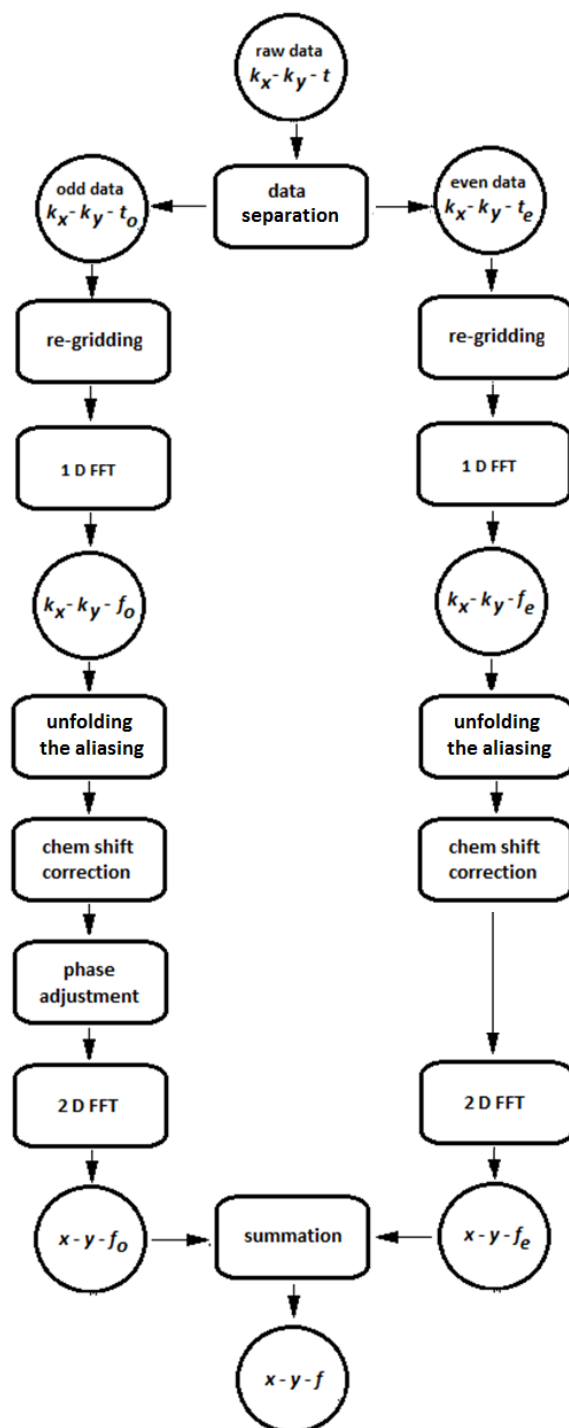 raw data
kx - ky - t
data
separation
odd data
kx - ky - to
even data
kx - ky - te
re-gridding
re-gridding
1 D FFT
1 D FFT
kx - ky - fo
kx - ky - fe
unfolding
the aliasing
unfolding
the aliasing
chem shift
correction
chem shift
correction
phase
adjustment
2 D FFT
2 D FFT
x - y - fo
summation
x - y - fe
x - y - f